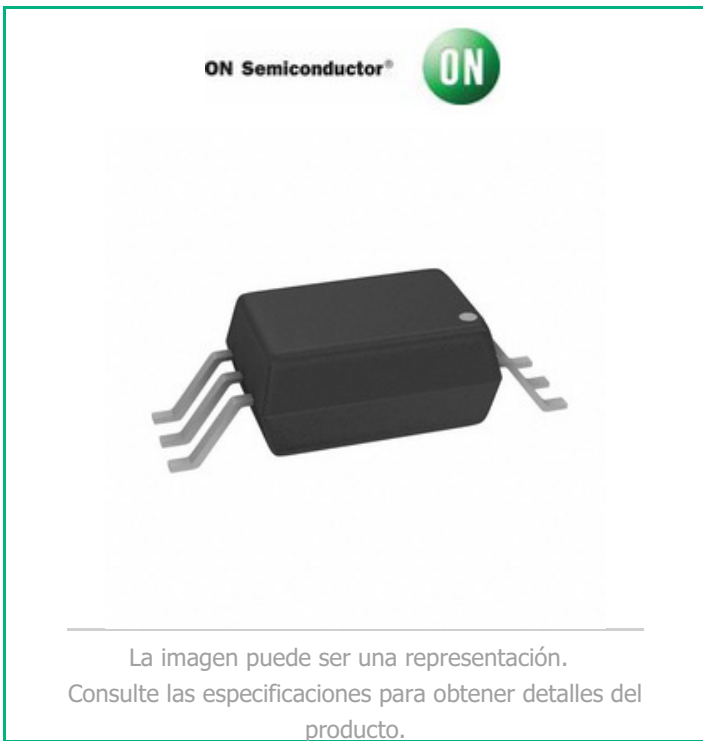 ON Semiconductor®
ON
La imagen puede ser una representación.
Consulte las especificaciones para obtener detalles del
producto.